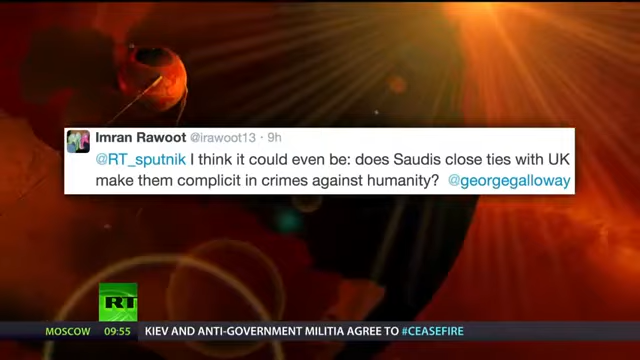 Imran Rawoot @irawoot13 · 9h
@RT_sputnik I think it could even be: does Saudis close ties with UK
make them complicit in crimes against humanity? @georgegalloway
RT
MOSCOW 09:55 KIEV AND ANTI-GOVERNMENT MILITIA AGREE TO #CEASEFIRE